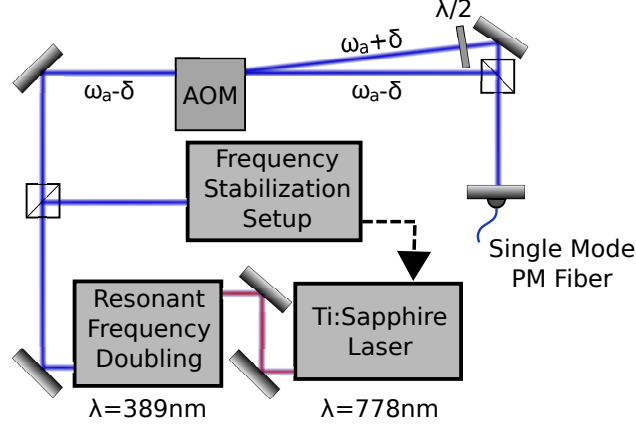 λ/2
ωa+δ
ωa-δ
AOM
ωa-δ
Frequency
Stabilization
Setup
Single Mode
PM Fiber
Resonant
Frequency
Doubling
Ti:Sapphire
Laser
λ=389nm
λ=778nm